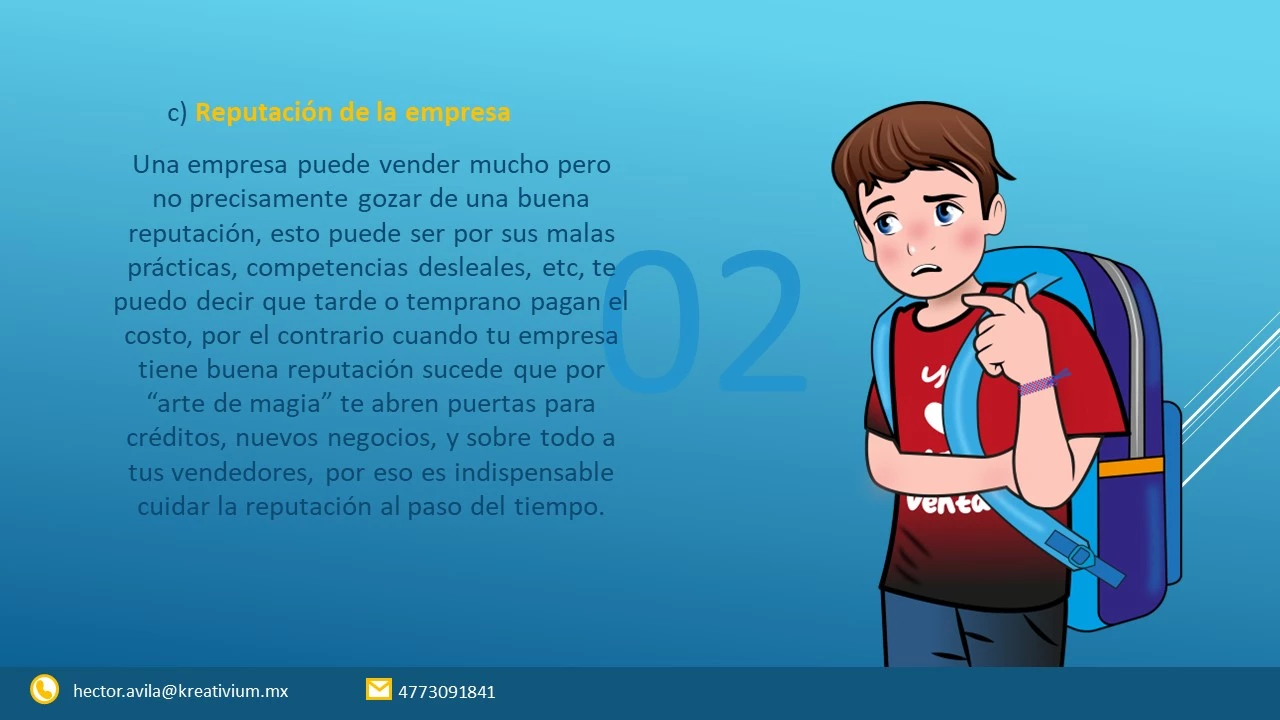 c) Reputación de la empresa
Una empresa puede vender mucho pero
no precisamente gozar de una buena
reputación, esto puede ser por sus malas
prácticas, competencias desleales, etc, te
puedo decir que tarde o temprano pagan el
costo, por el contrario cuando tu empresa
tiene buena reputación sucede que por
“arte de magia” te abren puertas para
créditos, nuevos negocios, y sobre todo a
tus vendedores, por eso es indispensable
cuidar la reputación al paso del tiempo.
02
venta
hector.avila@kreativium.mx
4773091841